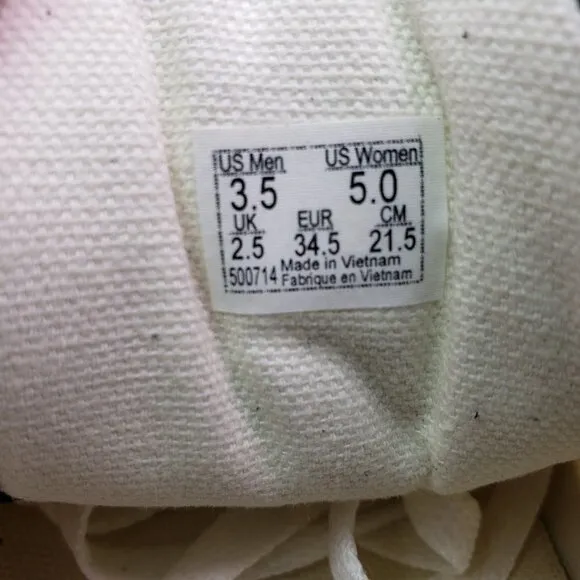 US Men US Women
3.5 5.0
UK EUR CM
2.5 34.5 21.5
Made in Vietnam
500714 Fabrique en Vietnam